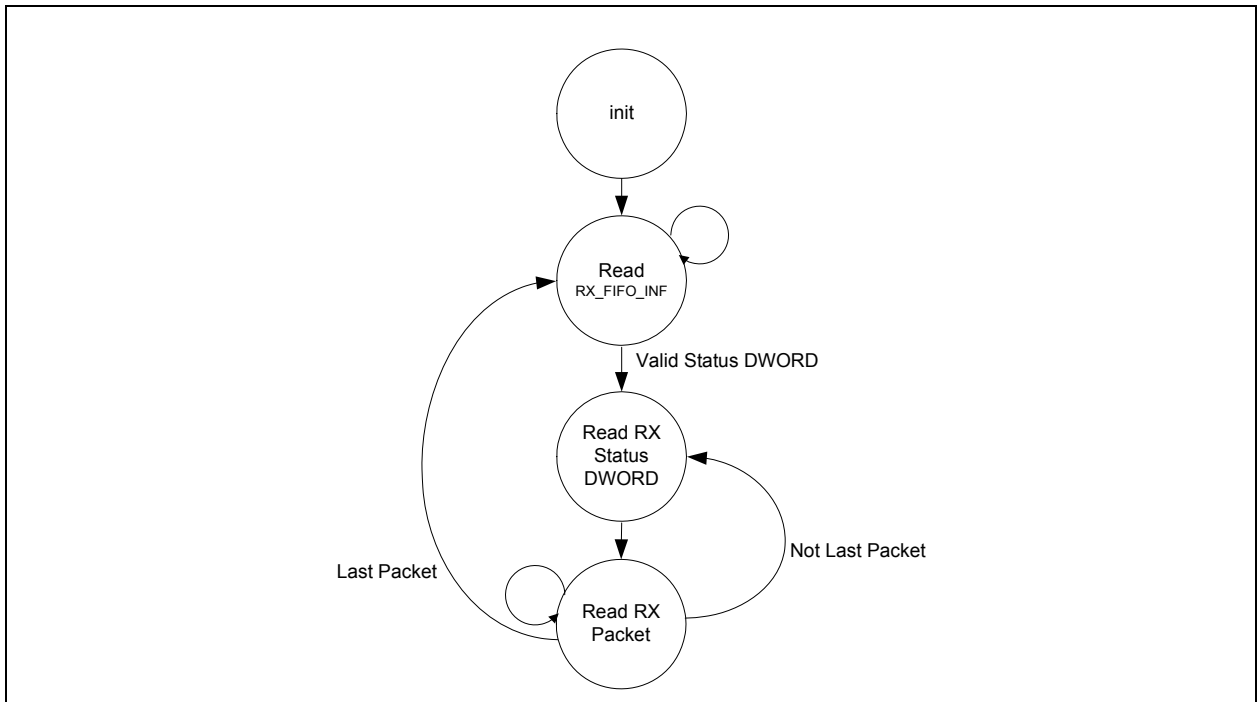 init
Read
RX_FIFO_INF
Valid Status DWORD
Read RX
Status
DWORD
Not Last Packet
Last Packet
Read RX
Packet